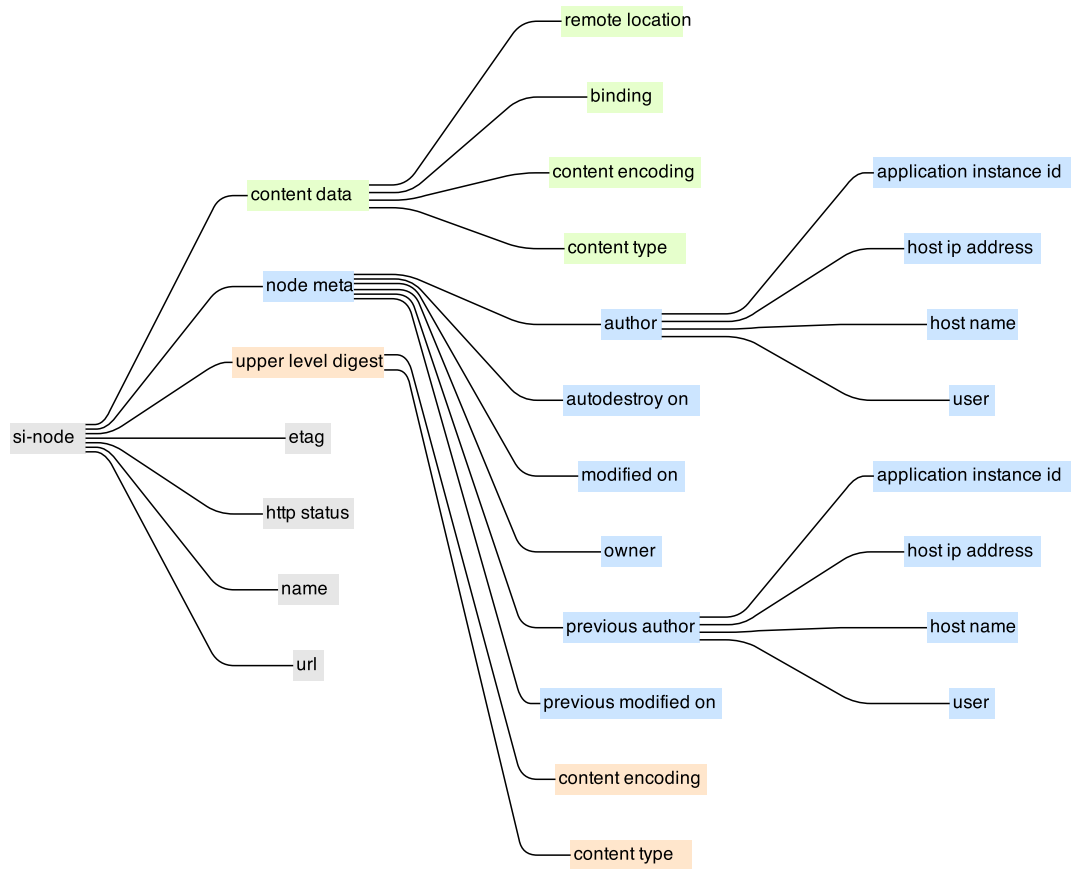 remote location
binding
content encoding
application instance id
content data
content type
host ip address
node meta
author
host name
upper level digest
autodestroy on
user
si-node
etag
modified on
application instance id
http status
owner
host ip address
name
previous author
host name
url
previous modified on
user
content encoding
content type